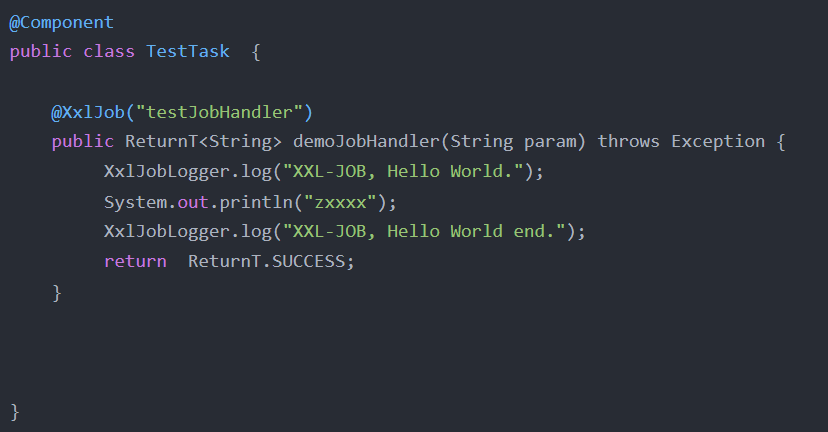 @Component
public class TestTask  {
@XxlJob("testJobHandler")
public ReturnT<String> demoJobHandler(String param) throws Exception {
XxlJobLogger.log("XXL-JOB, Hello World.");
System.out.println("zxxxx");
XxlJobLogger.log("XXL-JOB, Hello World end.");
return  ReturnT.SUCCESS;
}
}